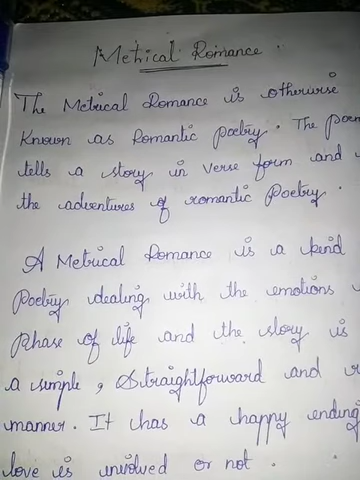 Metrical Romance
The Metrical Romance is otherwise
Known as Romantic poetry. The poem
tells a story in verse form and
the adventures of romantic Poetry.
A Metrical Romance is a kind
Poetry dealing with the emotions
Phase of life and the story is
a simple, Straightforward and
manner. It has a happy ending
love is involved or not.